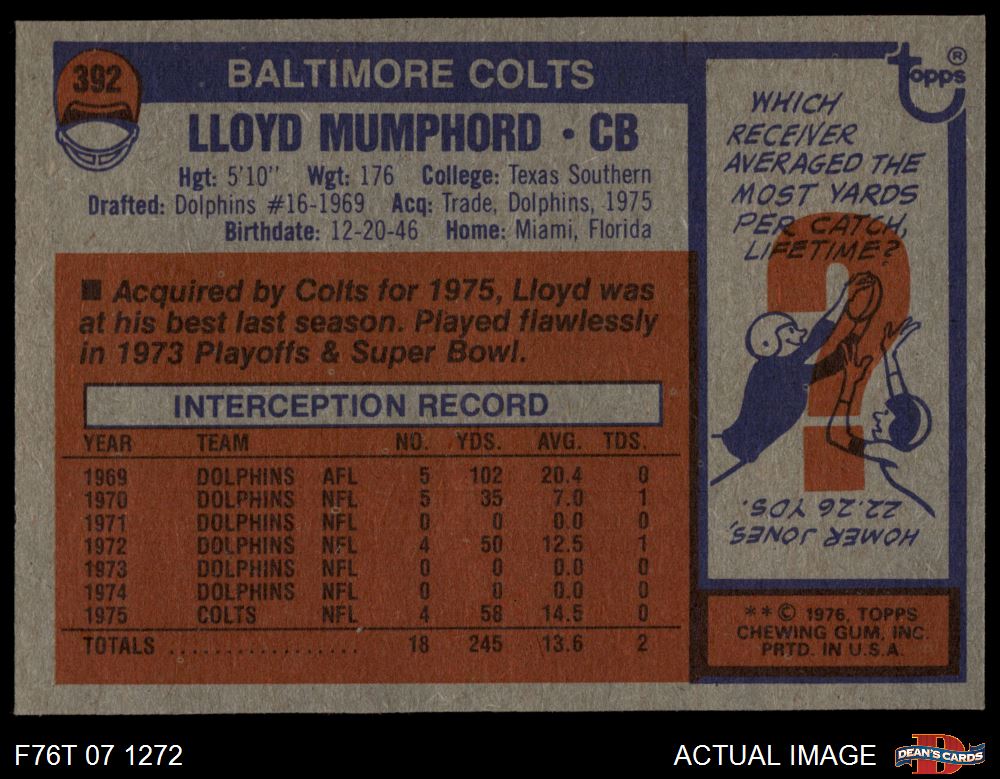 392
BALTIMORE COLTS
LLOYD MUMPHORD • CB
Hgt: 5'10" Wgt: 176 College: Texas Southern
Drafted: Dolphins #16-1969 Acq: Trade, Dolphins, 1975
Birthdate: 12-20-46 Home: Miami, Florida
■ Acquired by Colts for 1975, Lloyd was
at his best last season. Played flawlessly
in 1973 Playoffs & Super Bowl.
INTERCEPTION RECORD
YEAR TEAM NO. YDS. AVG. TDS.
1969 DOLPHINS AFL 5 102 20.4 0
1970 DOLPHINS NFL 5 35 7.0 1
1971 DOLPHINS NFL 0 0 0.0 0
1972 DOLPHINS NFL 4 50 12.5 1
1973 DOLPHINS NFL 0 0 0.0 0
1974 DOLPHINS NFL 0 0 0.0 0
1975 COLTS NFL 4 58 14.5 0
TOTALS .................. 18 245 13.6 2
topps®
WHICH
RECEIVER
AVERAGED THE
MOST YARDS
PER CATCH,
LIFETIME?
?
HOMER JONES,
22.26 YDS.
**© 1976, TOPPS
CHEWING GUM, INC.
PRTD. IN U.S.A.
F76T 07 1272
ACTUAL IMAGE
D
DEAN'S CARDS